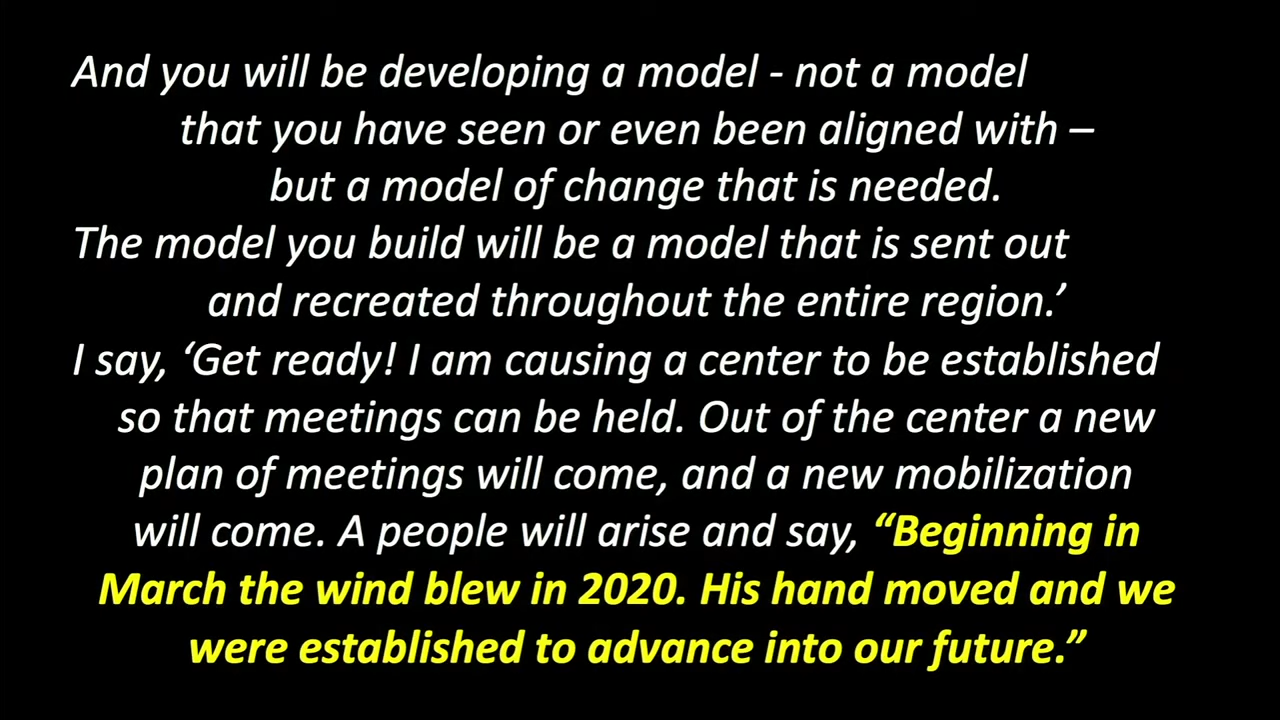 And you will be developing a model - not a model
that you have seen or even been aligned with –
but a model of change that is needed.
The model you build will be a model that is sent out
and recreated throughout the entire region.’
I say, ‘Get ready! I am causing a center to be established
so that meetings can be held. Out of the center a new
plan of meetings will come, and a new mobilization
will come. A people will arise and say, “Beginning in
March the wind blew in 2020. His hand moved and we
were established to advance into our future.”